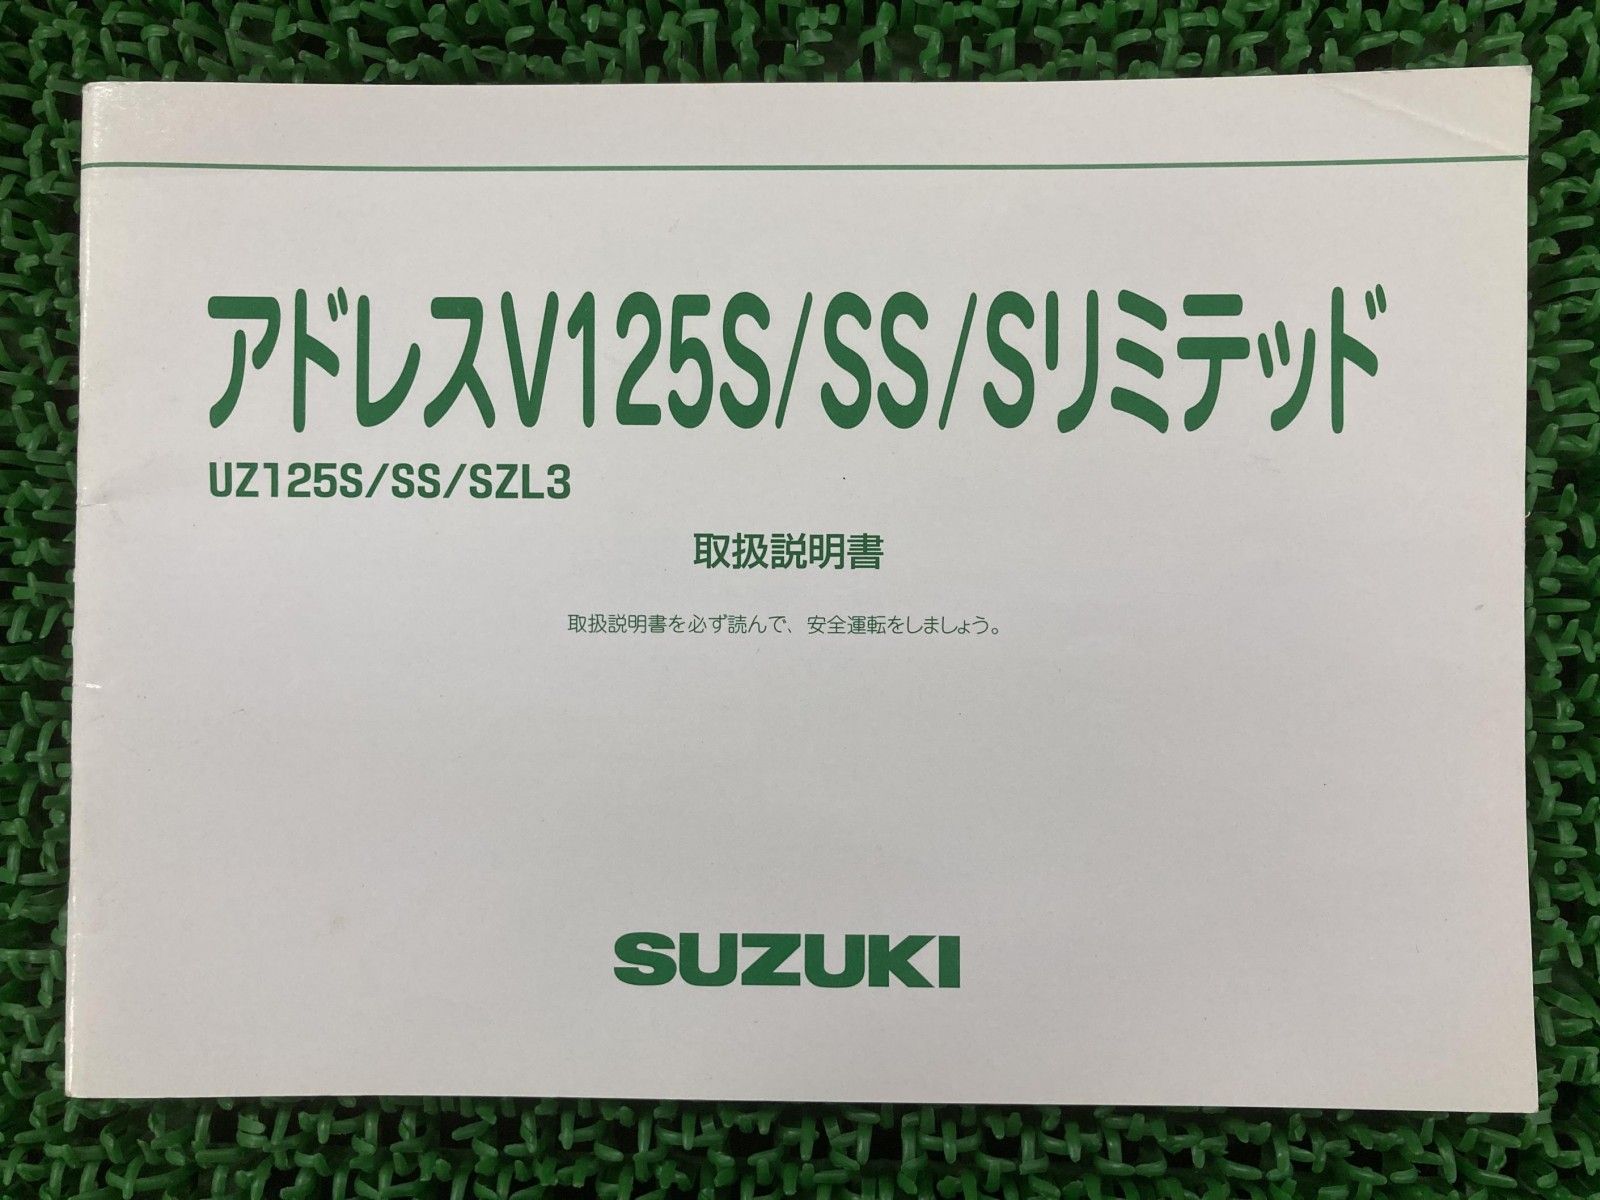 アドレスV125S/SS/Sリミテッド
UZ125S/SS/SZL3
取扱説明書
取扱説明書を必ず読んで、安全運転をしましょう。
SUZUKI